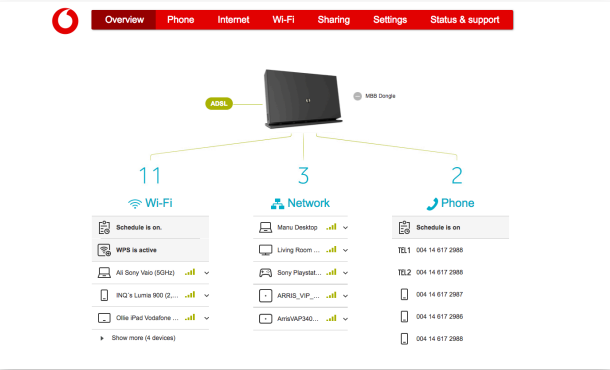 Overview Phone Internet Wi-Fi Sharing Settings Status & support
ADSL
MBB Dongle
11
Wi-Fi
Schedule is on.
WPS is active
Ali Sony Vaio (5GHz)
INQ´s Lumia 900 (2,...
Ollie iPad Vodafone ...
Show more (4 devices)
3
Network
Manu Desktop
Living Room ...
Sony Playstat...
ARRIS_VIP_...
ArrisVAP340...
2
Phone
Schedule is on
TEL1 004 14 617 2988
TEL2 004 14 617 2988
004 14 617 2987
004 14 617 2986
004 14 617 2988